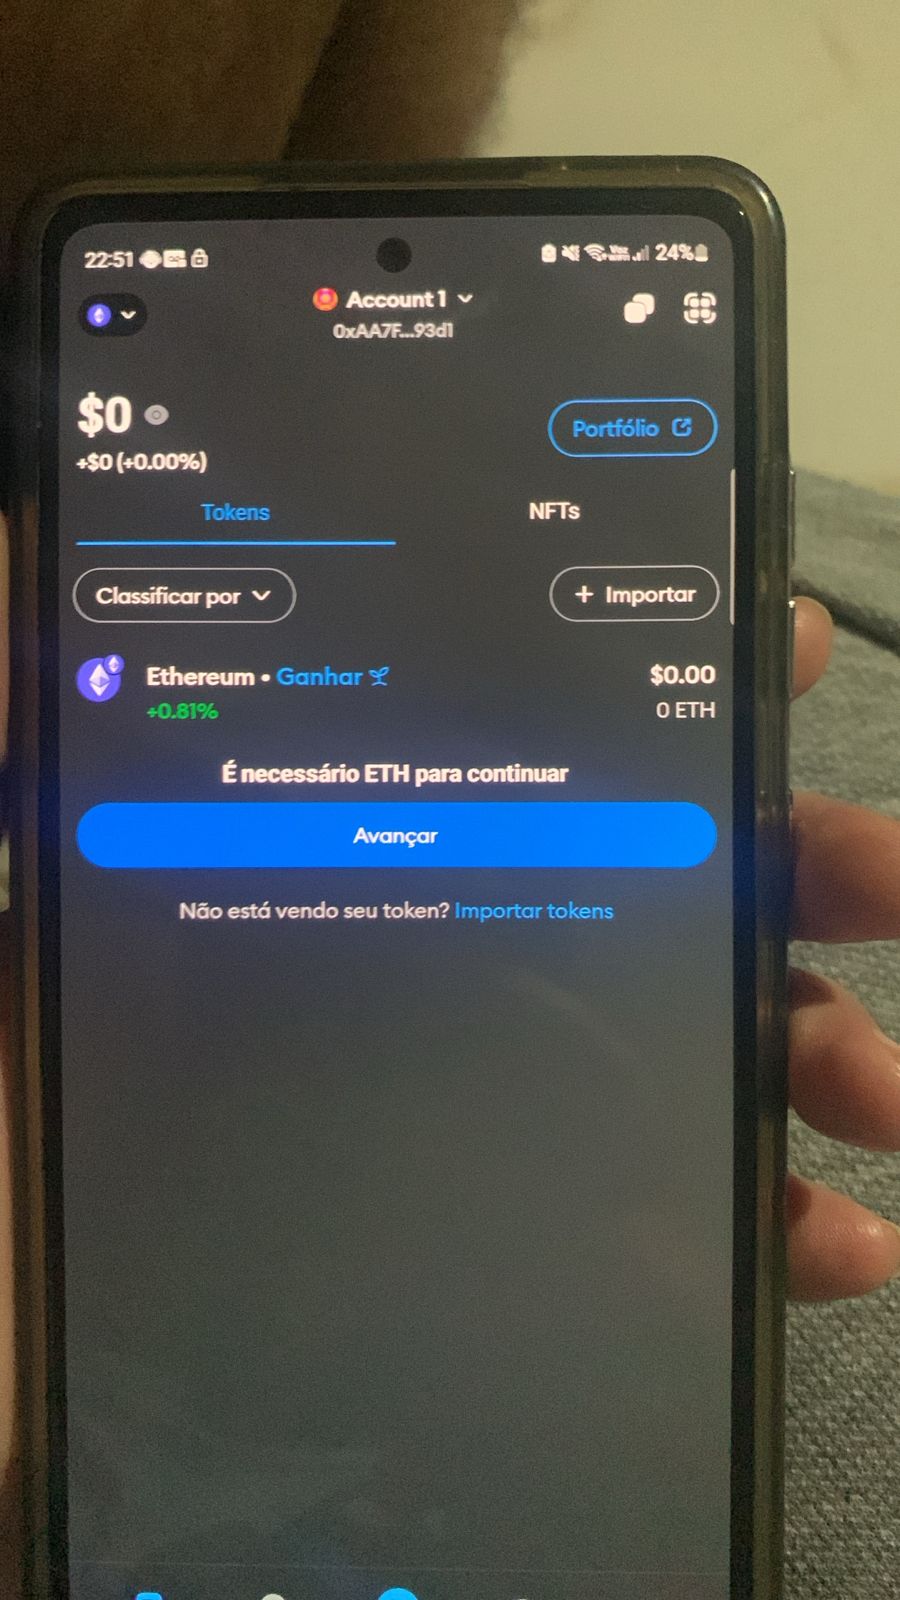 22:51
24%
Account 1
0xAA7F...93d1
$0
+$0 (+0.00%)
Portfólio
Tokens
NFTs
Classificar por
+ Importar
Ethereum • Ganhar
$0.00
+0.81%
0 ETH
É necessário ETH para continuar
Avançar
Não está vendo seu token? Importar tokens